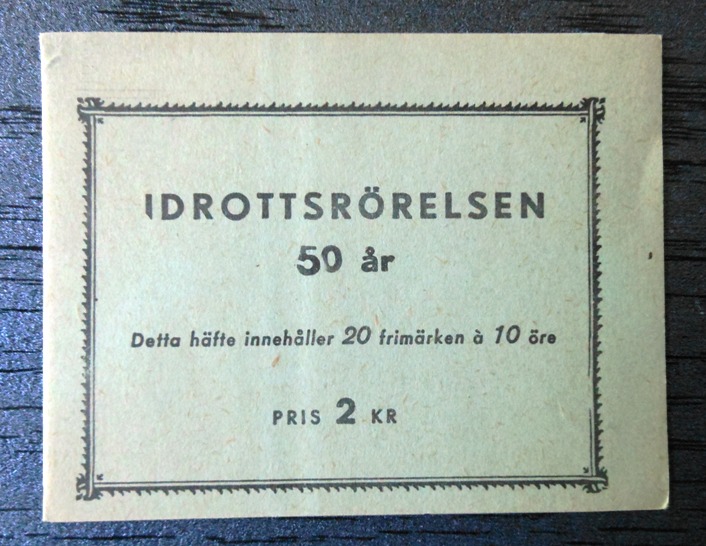 IDROTTSRÖRELSEN
50 år
Detta häfte innehåller 20 frimärken à 10 öre
PRIS 2 KR